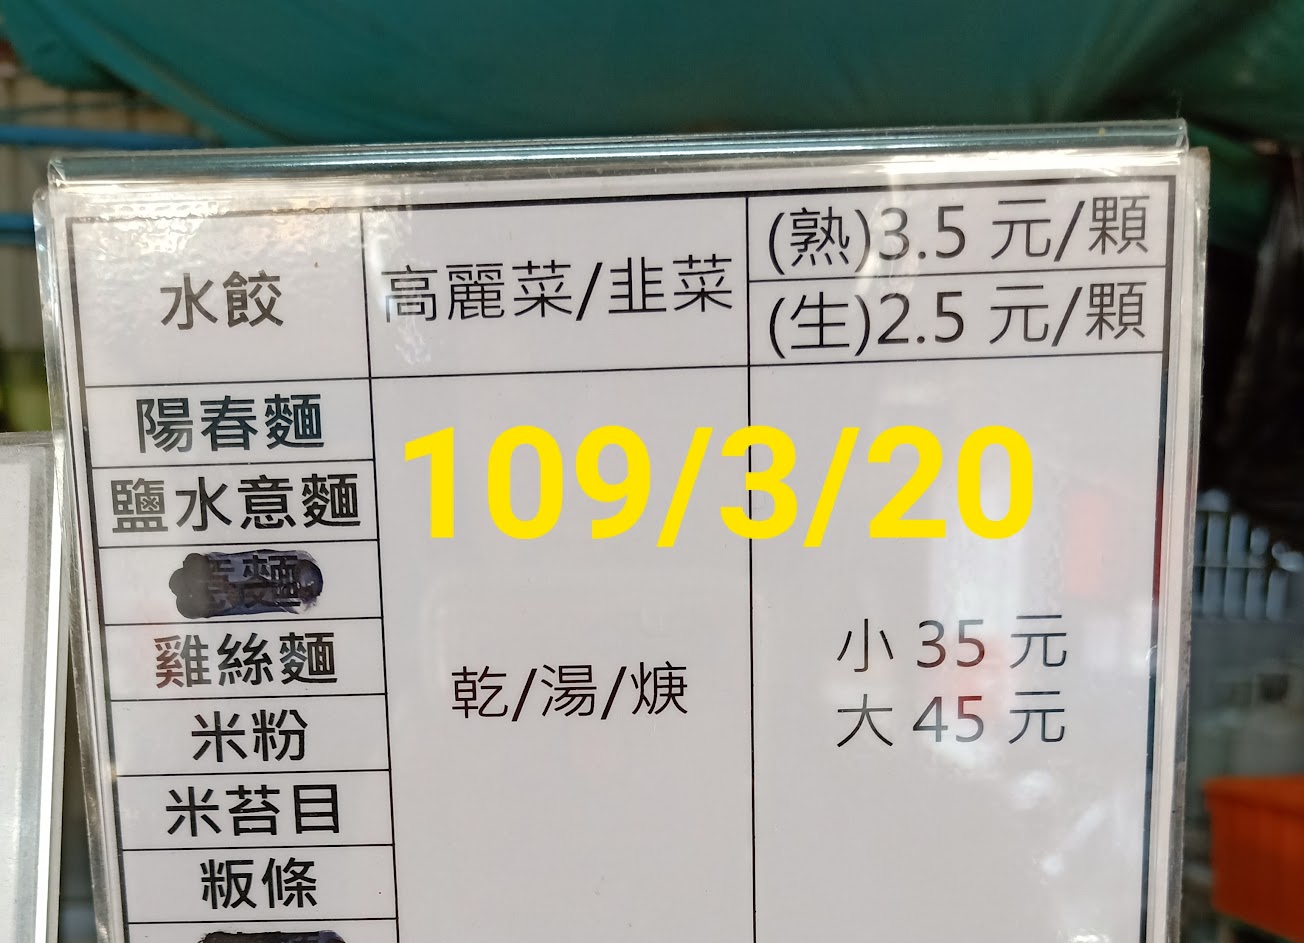 水餃
高麗菜/韭菜
(熟)3.5 元/顆
(生)2.5 元/顆
陽春麵
鹽水意麵
雞絲麵
米粉
米苔目
粄條
109/3/20
乾/湯/焿
小 35 元
大 45 元